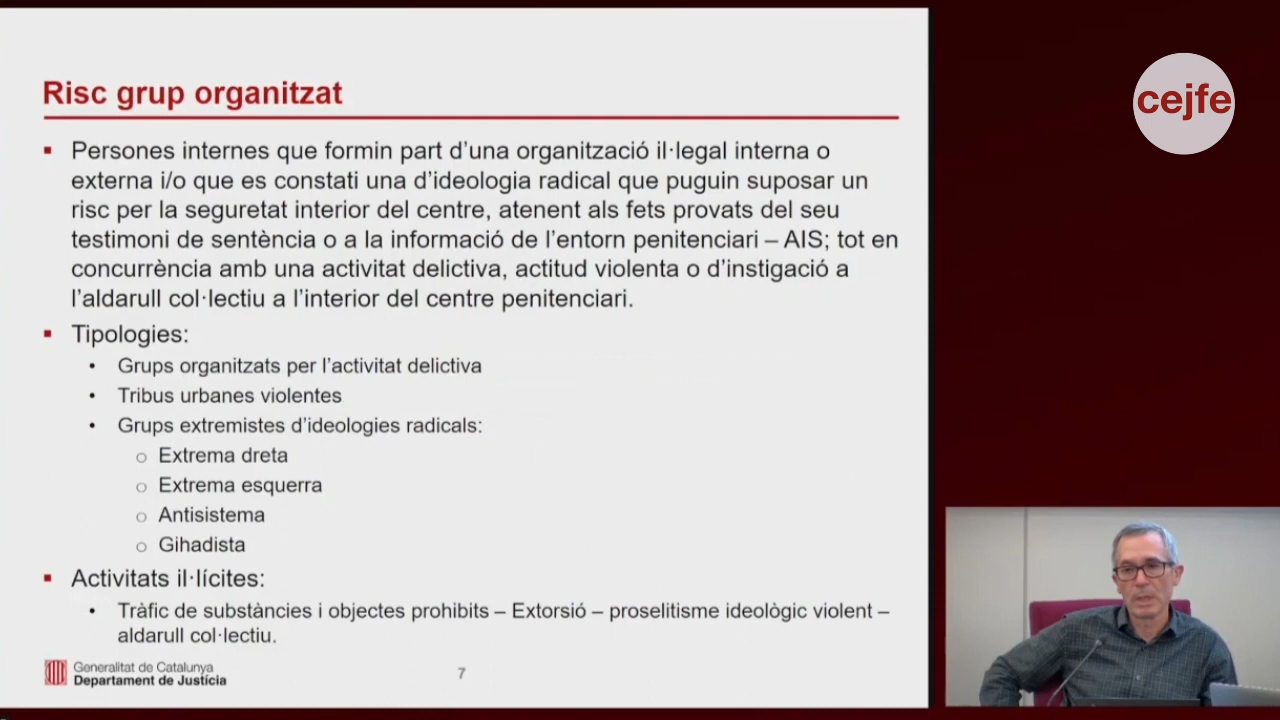 Risc grup organitzat
▪ Persones internes que formin part d’una organització il·legal interna o
externa i/o que es constati una d’ideologia radical que puguin suposar un
risc per la seguretat interior del centre, atenent als fets provats del seu
testimoni de sentència o a la informació de l’entorn penitenciari – AIS; tot en
concurrència amb una activitat delictiva, actitud violenta o d’instigació a
l’aldarull col·lectiu a l’interior del centre penitenciari.
▪ Tipologies:
• Grups organitzats per l’activitat delictiva
• Tribus urbanes violentes
• Grups extremistes d’ideologies radicals:
o Extrema dreta
o Extrema esquerra
o Antisistema
o Gihadista
▪ Activitats il·lícites:
• Tràfic de substàncies i objectes prohibits – Extorsió – proselitisme ideològic violent –
aldarull col·lectiu.
Generalitat de Catalunya
Departament de Justícia
7
cejfe